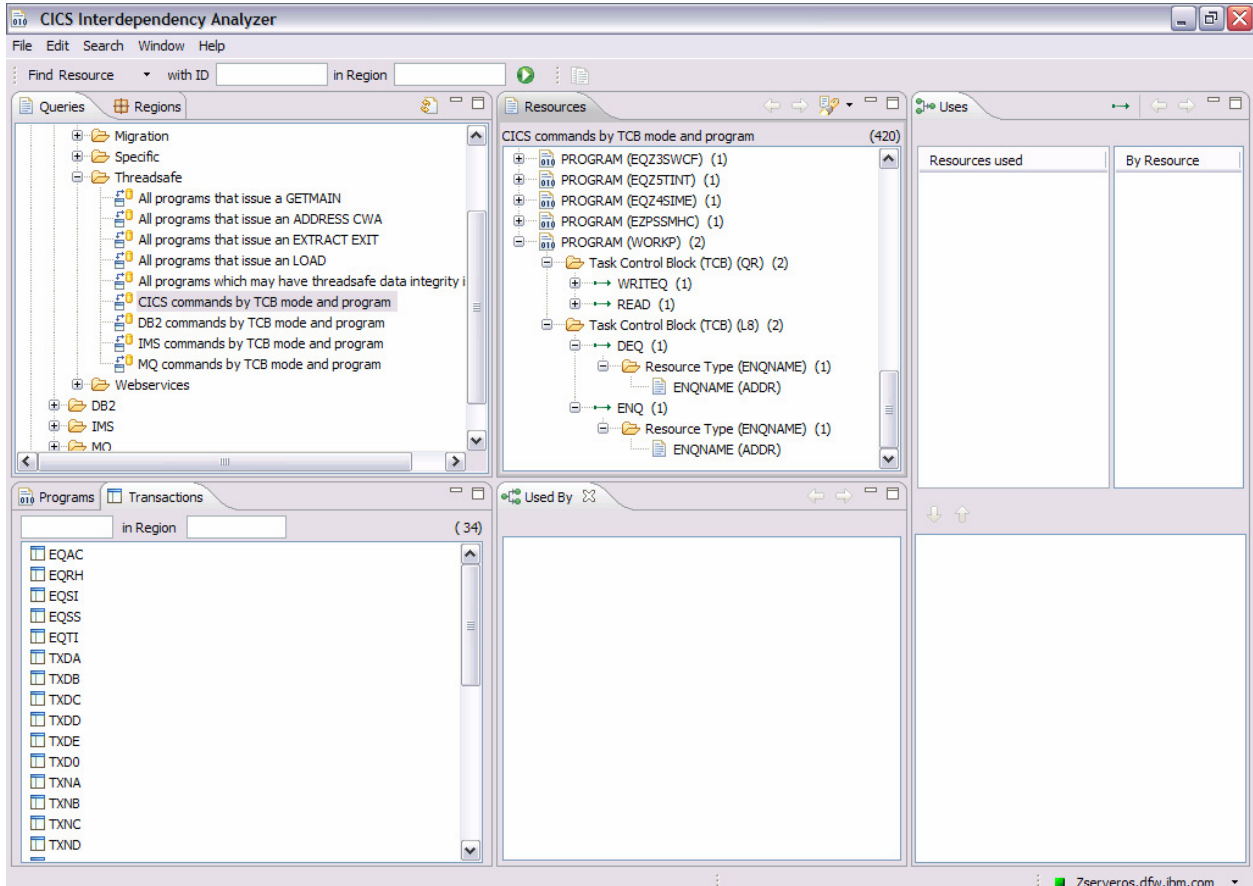 CICS Interdependency Analyzer
File Edit Search Window Help
Find Resource with ID in Region
Queries Regions
Migration
Specific
Threadsafe
All programs that issue a GETMAIN
All programs that issue an ADDRESS CWA
All programs that issue an EXTRACT EXIT
All programs that issue an LOAD
All programs which may have threadsafe data integrity i
CICS commands by TCB mode and program
DB2 commands by TCB mode and program
IMS commands by TCB mode and program
MQ commands by TCB mode and program
Webservices
DB2
IMS
MQ
Resources
CICS commands by TCB mode and program (420)
PROGRAM (EQZ3SWCF) (1)
PROGRAM (EQZ5TINT) (1)
PROGRAM (EQZ4SIME) (1)
PROGRAM (EZPSSMHC) (1)
PROGRAM (WORKP) (2)
Task Control Block (TCB) (QR) (2)
WRITEQ (1)
READ (1)
Task Control Block (TCB) (L8) (2)
DEQ (1)
Resource Type (ENQNAME) (1)
ENQNAME (ADDR)
ENQ (1)
Resource Type (ENQNAME) (1)
ENQNAME (ADDR)
Uses
Resources used By Resource
Programs Transactions
in Region (34)
EQAC
EQRH
EQSI
EQSS
EQTI
TXDA
TXDB
TXDC
TXDD
TXDE
TXD0
TXNA
TXNB
TXNC
TXND
Used By
Zserveros.dfw.ibm.com